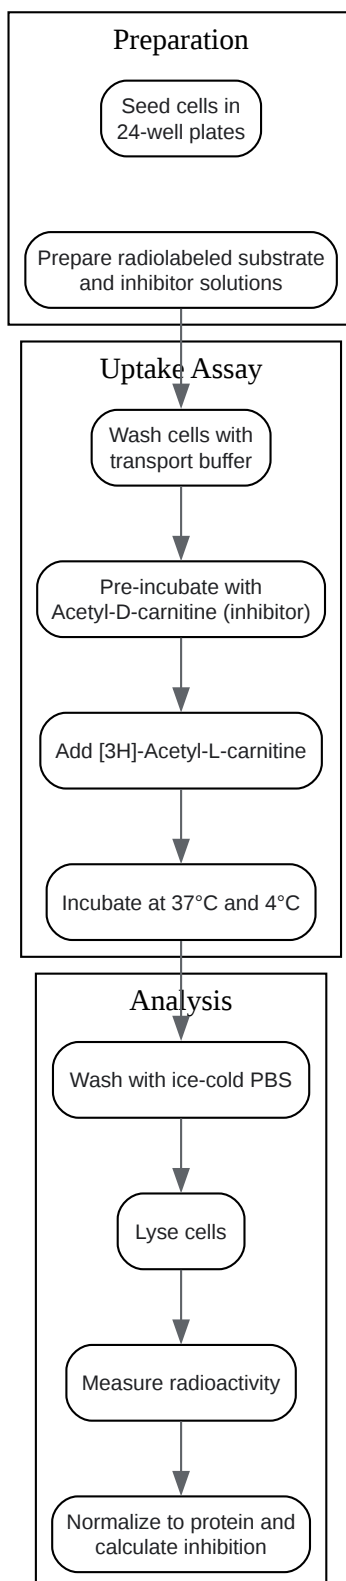 Preparation
Seed cells in
24-well plates
Prepare radiolabeled substrate
and inhibitor solutions
Uptake Assay
Wash cells with
transport buffer
Pre-incubate with
Acetyl-D-carnitine (inhibitor)
Add [3H]-Acetyl-L-carnitine
Incubate at 37°C and 4°C
Analysis
Wash with ice-cold PBS
Lyse cells
Measure radioactivity
Normalize to protein and
calculate inhibition